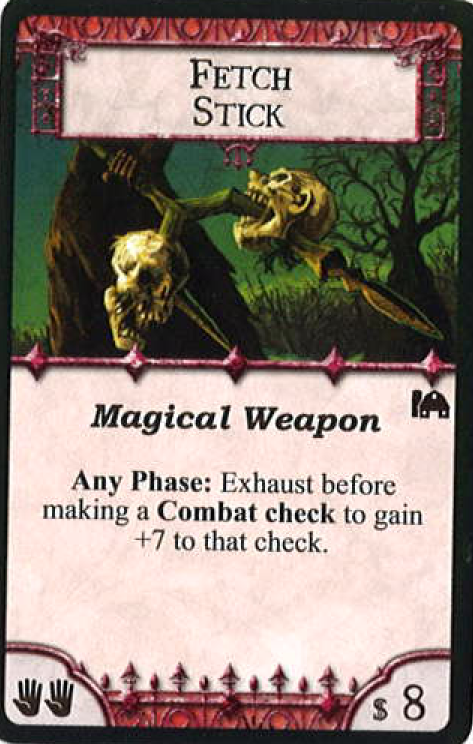 FETCH
STICK
Magical Weapon
Any Phase: Exhaust before
making a Combat check to gain
+7 to that check.
$ 8